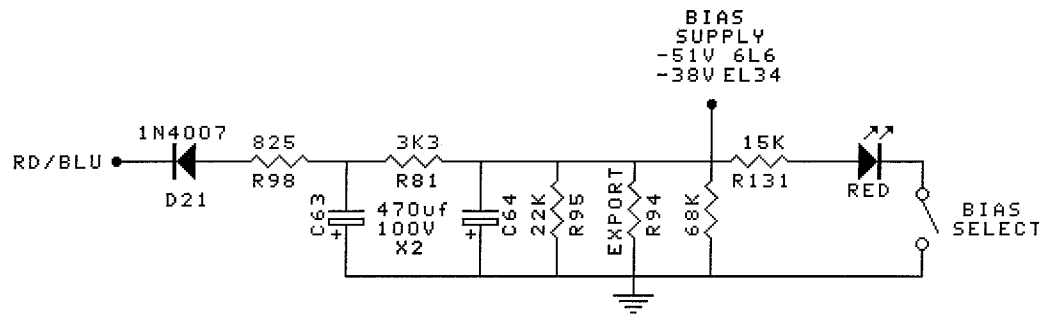 BIAS
SUPPLY
-51V 6L6
-38V EL34
1N4007
825
3K3
15K
RD/BLU
D21
R98
R81
R131
RED
C63
470uf
100V
X2
C64
22K
R95
EXPORT
R94
68K
BIAS
SELECT
+
+